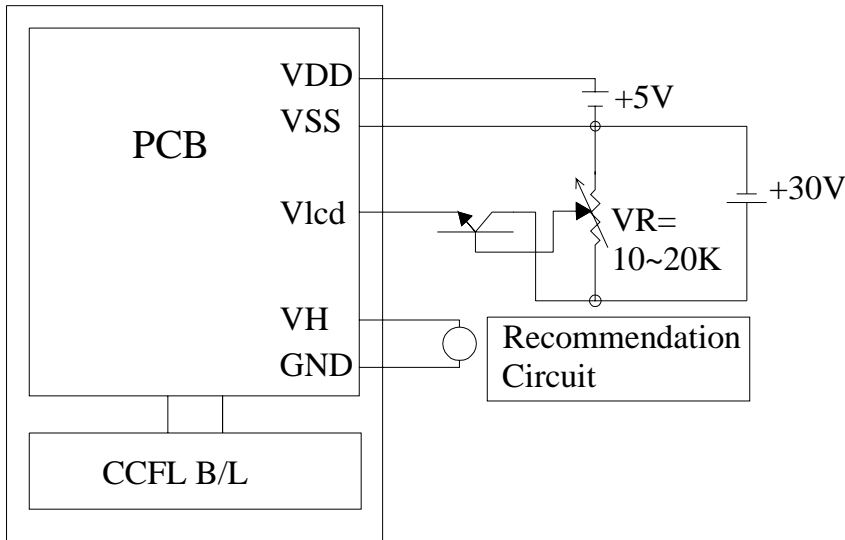 VDD
+5V
VSS
PCB
+30V
Vlcd
VR=
10~20K
VH
GND
Recommendation
Circuit
CCFL B/L